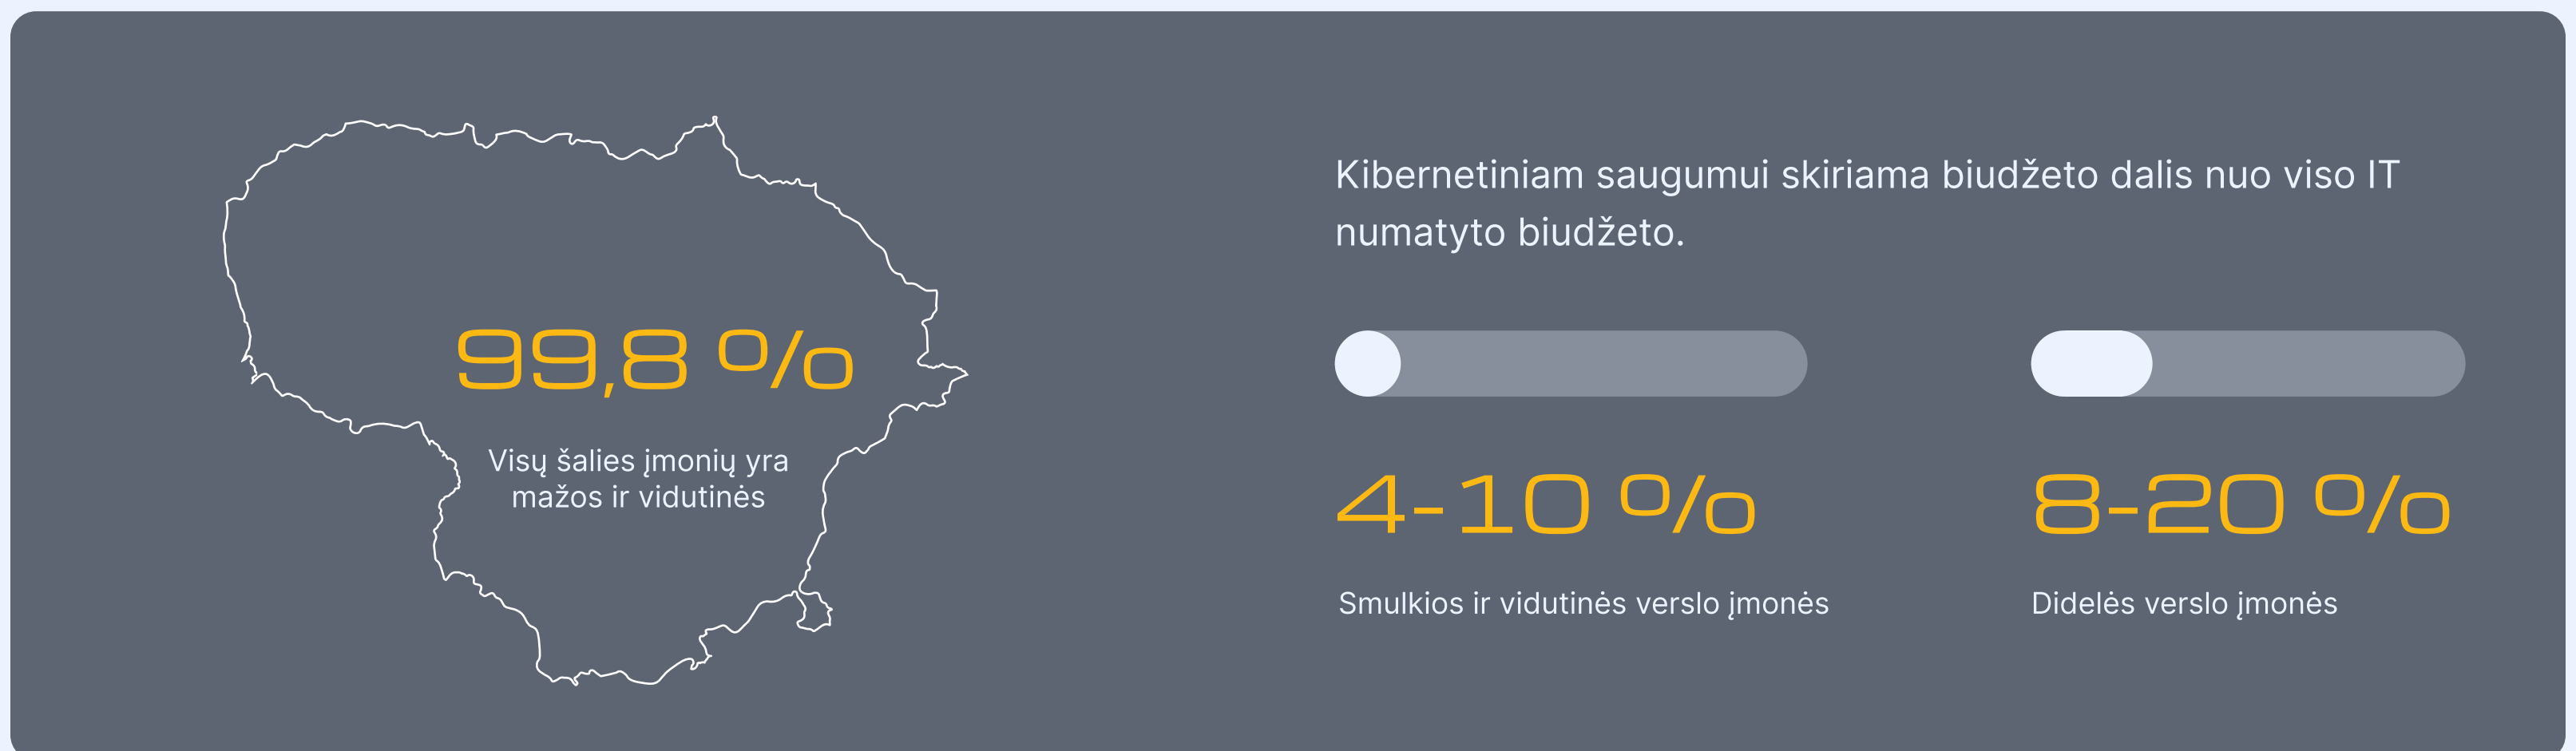 99,8 %
Visų šalies įmonių yra
mažos ir vidutinės
Kibernetiniam saugumui skiriama biudžeto dalis nuo viso IT
numatyto biudžeto.
4-10 %
Smulkios ir vidutinės verslo įmonės
8-20 %
Didelės verslo įmonės